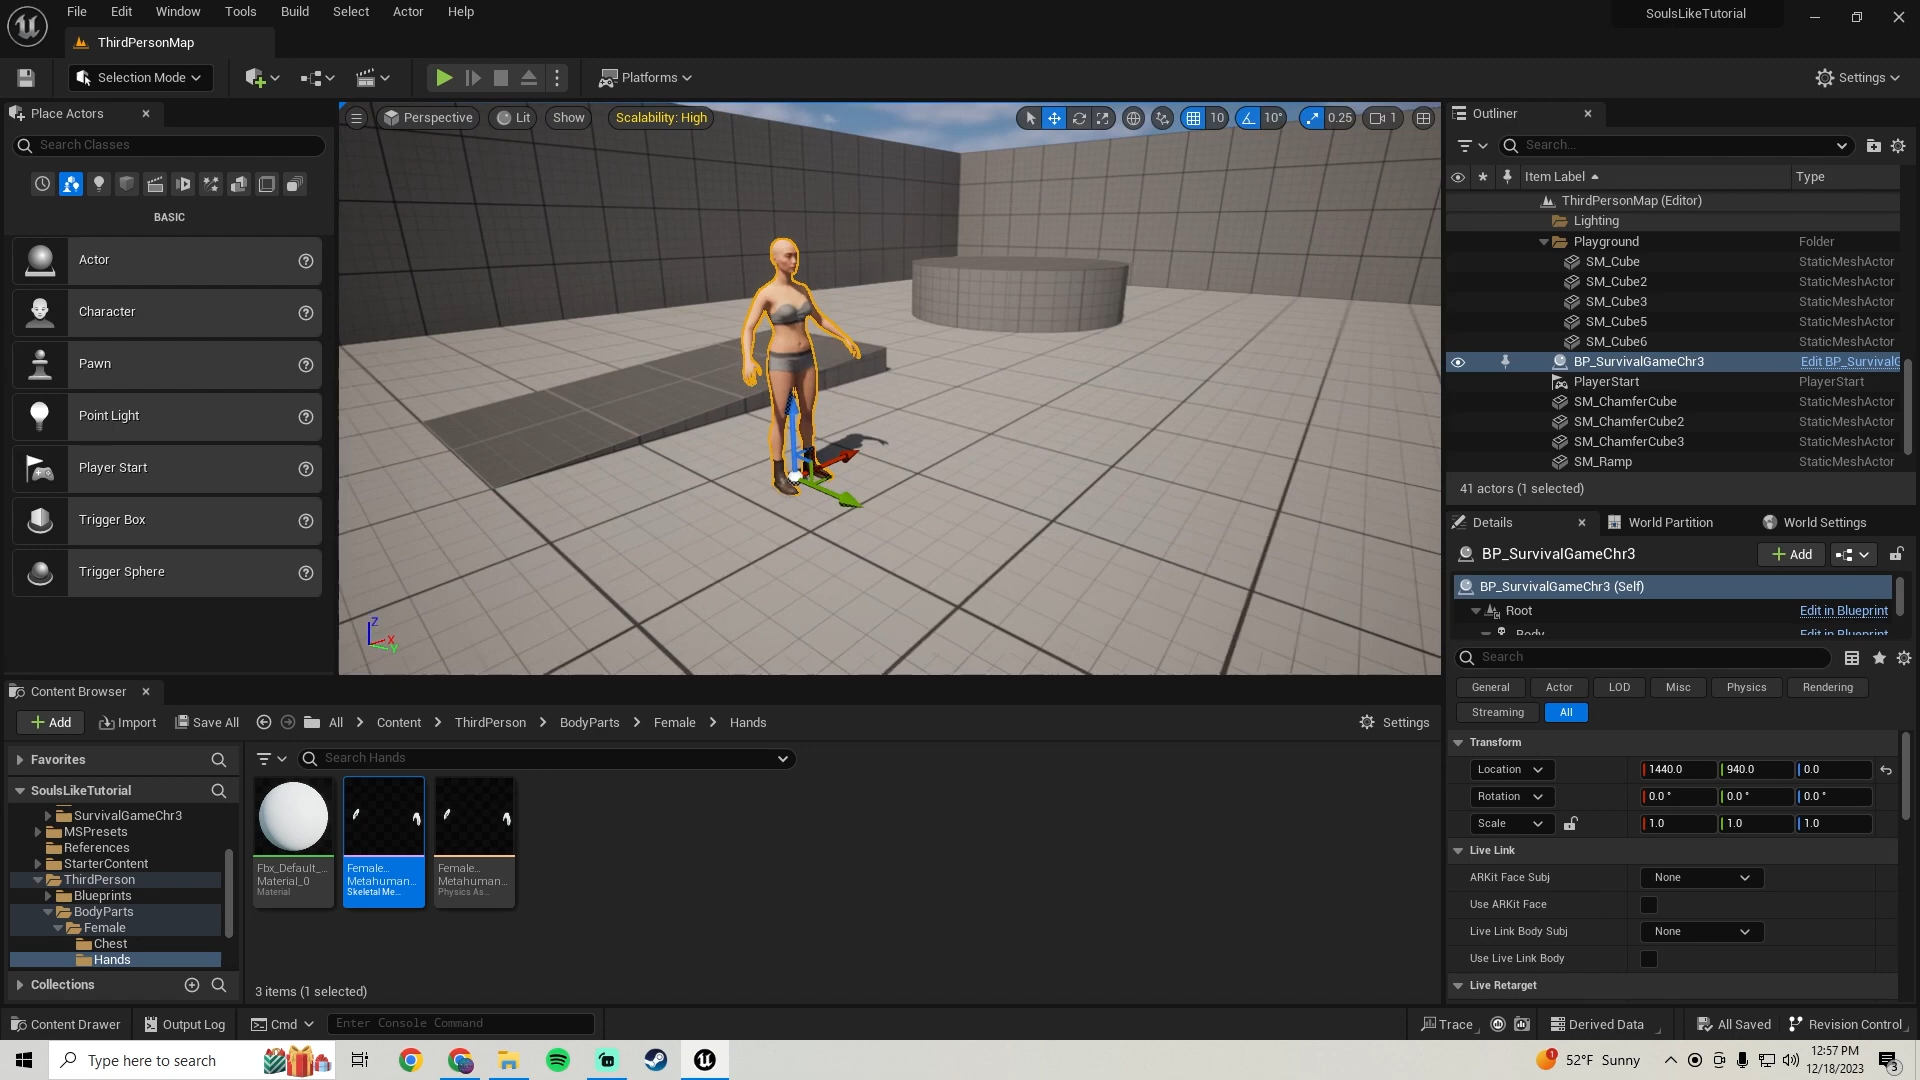 File Edit Window Tools Build Select Actor Help
SoulsLikeTutorial
ThirdPersonMap
Selection Mode
Platforms
Settings
Place Actors
Search Classes
BASIC
Actor
Character
Pawn
Point Light
Player Start
Trigger Box
Trigger Sphere
Perspective Lit Show Scalability: High
10 10° 0.25 1
Z
X
Y
Outliner
Search...
Item Label Type
ThirdPersonMap (Editor)
Lighting
Playground Folder
SM_Cube StaticMeshActor
SM_Cube2 StaticMeshActor
SM_Cube3 StaticMeshActor
SM_Cube5 StaticMeshActor
SM_Cube6 StaticMeshActor
BP_SurvivalGameChr3 Edit BP_SurvivalG
PlayerStart PlayerStart
SM_ChamferCube StaticMeshActor
SM_ChamferCube2 StaticMeshActor
SM_ChamferCube3 StaticMeshActor
SM_Ramp StaticMeshActor
41 actors (1 selected)
Details World Partition World Settings
BP_SurvivalGameChr3 Add
BP_SurvivalGameChr3 (Self)
Root Edit in Blueprint
Body Edit in Blueprint
Search
General Actor LOD Misc Physics Rendering
Streaming All
Transform
Location 1440.0 940.0 0.0
Rotation 0.0 ° 0.0 ° 0.0 °
Scale 1.0 1.0 1.0
Live Link
ARKit Face Subj None
Use ARKit Face
Live Link Body Subj None
Use Live Link Body
Live Retarget
Content Browser
Add Import Save All All Content ThirdPerson BodyParts Female Hands Settings
Favorites
SoulsLikeTutorial
SurvivalGameChr3
MSPresets
References
StarterContent
ThirdPerson
Blueprints
BodyParts
Female
Chest
Hands
Collections
Search Hands
Fbx_Default_...
Material_0
Material
Female...
Metahuman...
Skeletal Me...
Female...
Metahuman...
Physics As...
3 items (1 selected)
Content Drawer Output Log Cmd Enter Console Command
Trace Derived Data All Saved Revision Control
Type here to search
1
52°F Sunny
12:57 PM
12/18/2023
3